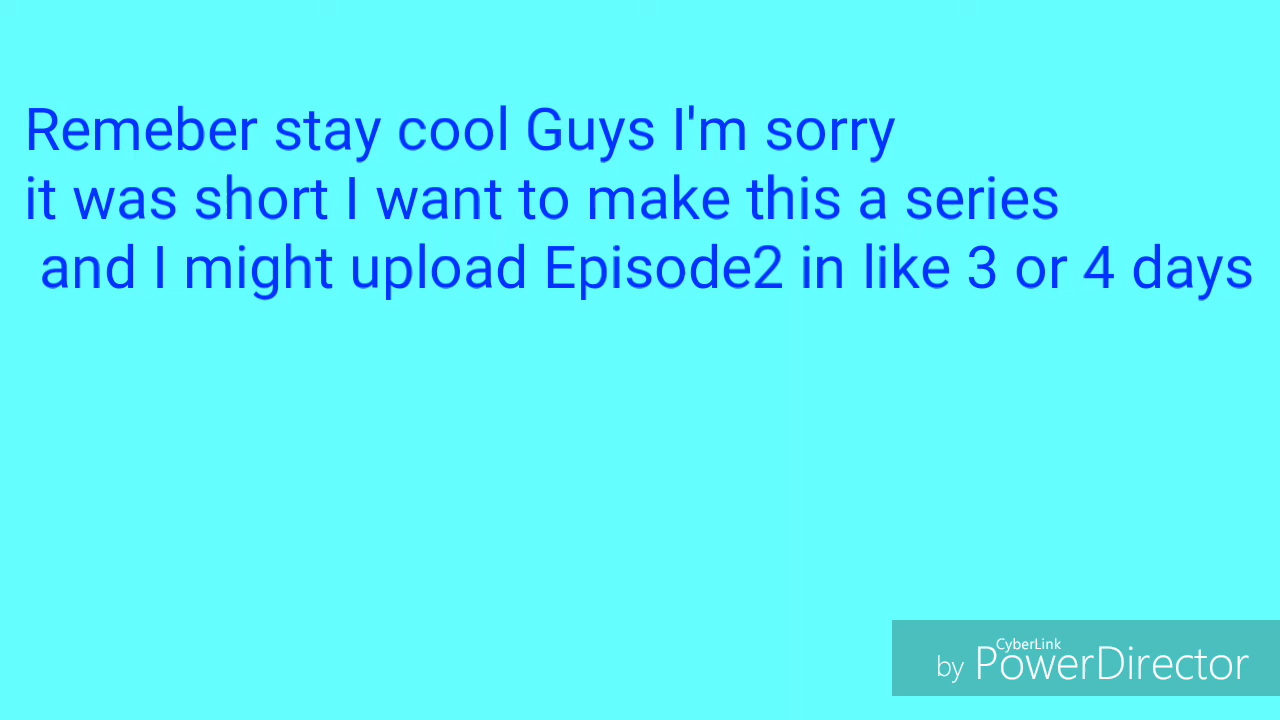 Remeber stay cool Guys I'm sorry
it was short I want to make this a series
and I might upload Episode2 in like 3 or 4 days
CyberLink
by PowerDirector